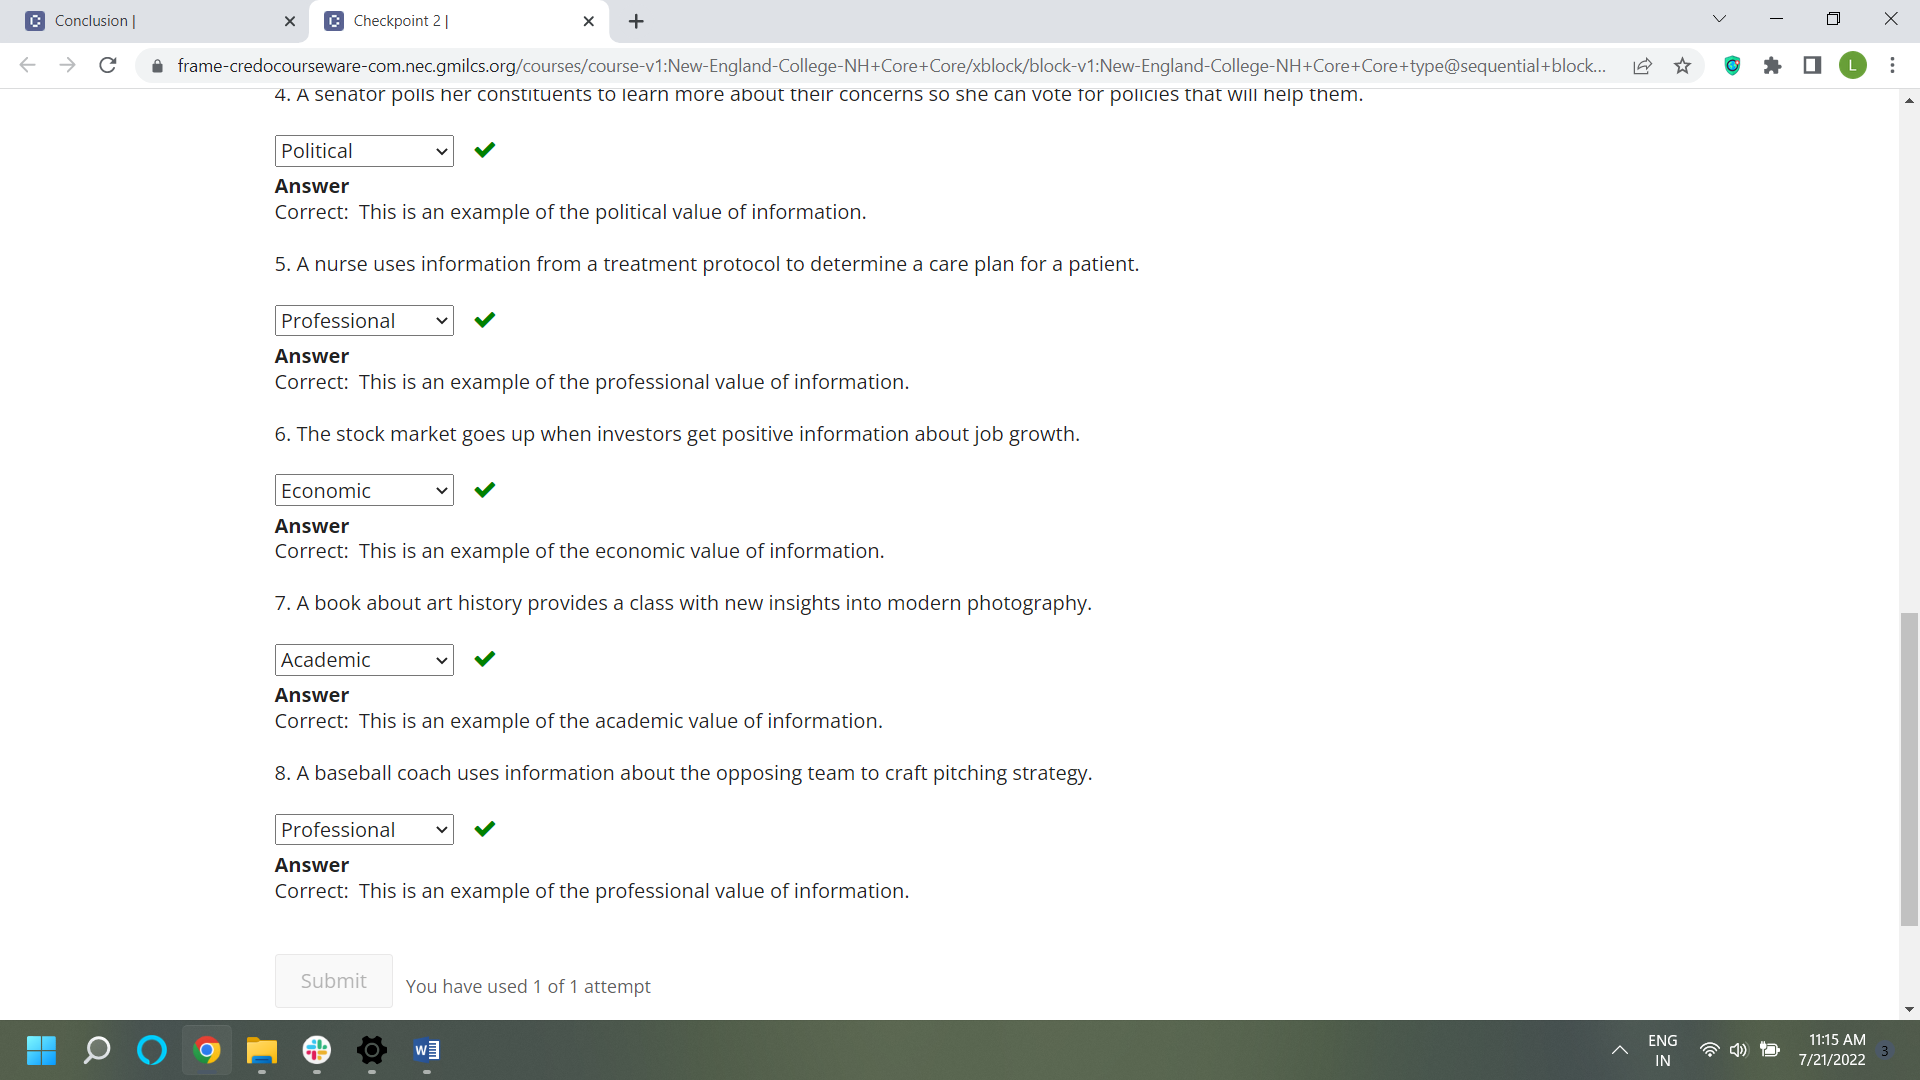 Conclusion |
Checkpoint 2 |
frame-credocourseware-com.nec.gmilcs.org/courses/course-v1:New-England-College-NH+Core+Core/xblock/block-v1:New-England-College-NH+Core+Core+type@sequential+block...
L
4. A senator polls her constituents to learn more about their concerns so she can vote for policies that will help them.
Political
Answer
Correct: This is an example of the political value of information.
5. A nurse uses information from a treatment protocol to determine a care plan for a patient.
Professional
Answer
Correct: This is an example of the professional value of information.
6. The stock market goes up when investors get positive information about job growth.
Economic
Answer
Correct: This is an example of the economic value of information.
7. A book about art history provides a class with new insights into modern photography.
Academic
Answer
Correct: This is an example of the academic value of information.
8. A baseball coach uses information about the opposing team to craft pitching strategy.
Professional
Answer
Correct: This is an example of the professional value of information.
Submit
You have used 1 of 1 attempt
W
ENG
IN
11:15 AM
7/21/2022
3